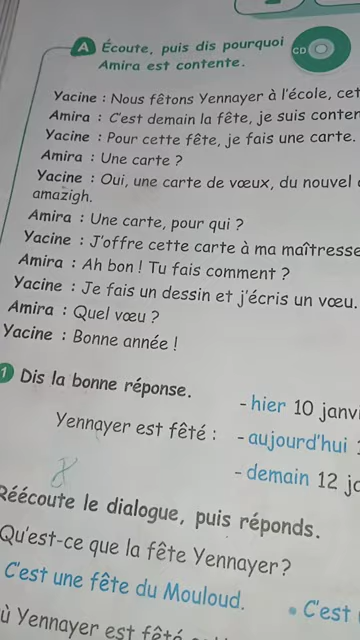 A Écoute, puis dis pourquoi
Amira est contente.
CD
Yacine : Nous fêtons Yennayer à l'école,
Amira : C'est demain la fête, je suis
Yacine : Pour cette fête, je fais une carte.
Amira : Une carte ?
Yacine : Oui, une carte de vœux, du nouvel
amazigh.
Amira : Une carte, pour qui ?
Yacine : J'offre cette carte à ma maîtresse
Amira : Ah bon ! Tu fais comment ?
Yacine : Je fais un dessin et j'écris un vœu.
Amira : Quel vœu ?
Yacine : Bonne année !
1 Dis la bonne réponse.
- hier 10
Yennayer est fêté : - aujourd'hui
- demain 12
Réécoute le dialogue, puis réponds.
Qu'est-ce que la fête Yennayer ?
C'est une fête du Mouloud. • C'est
Yennayer est fêté